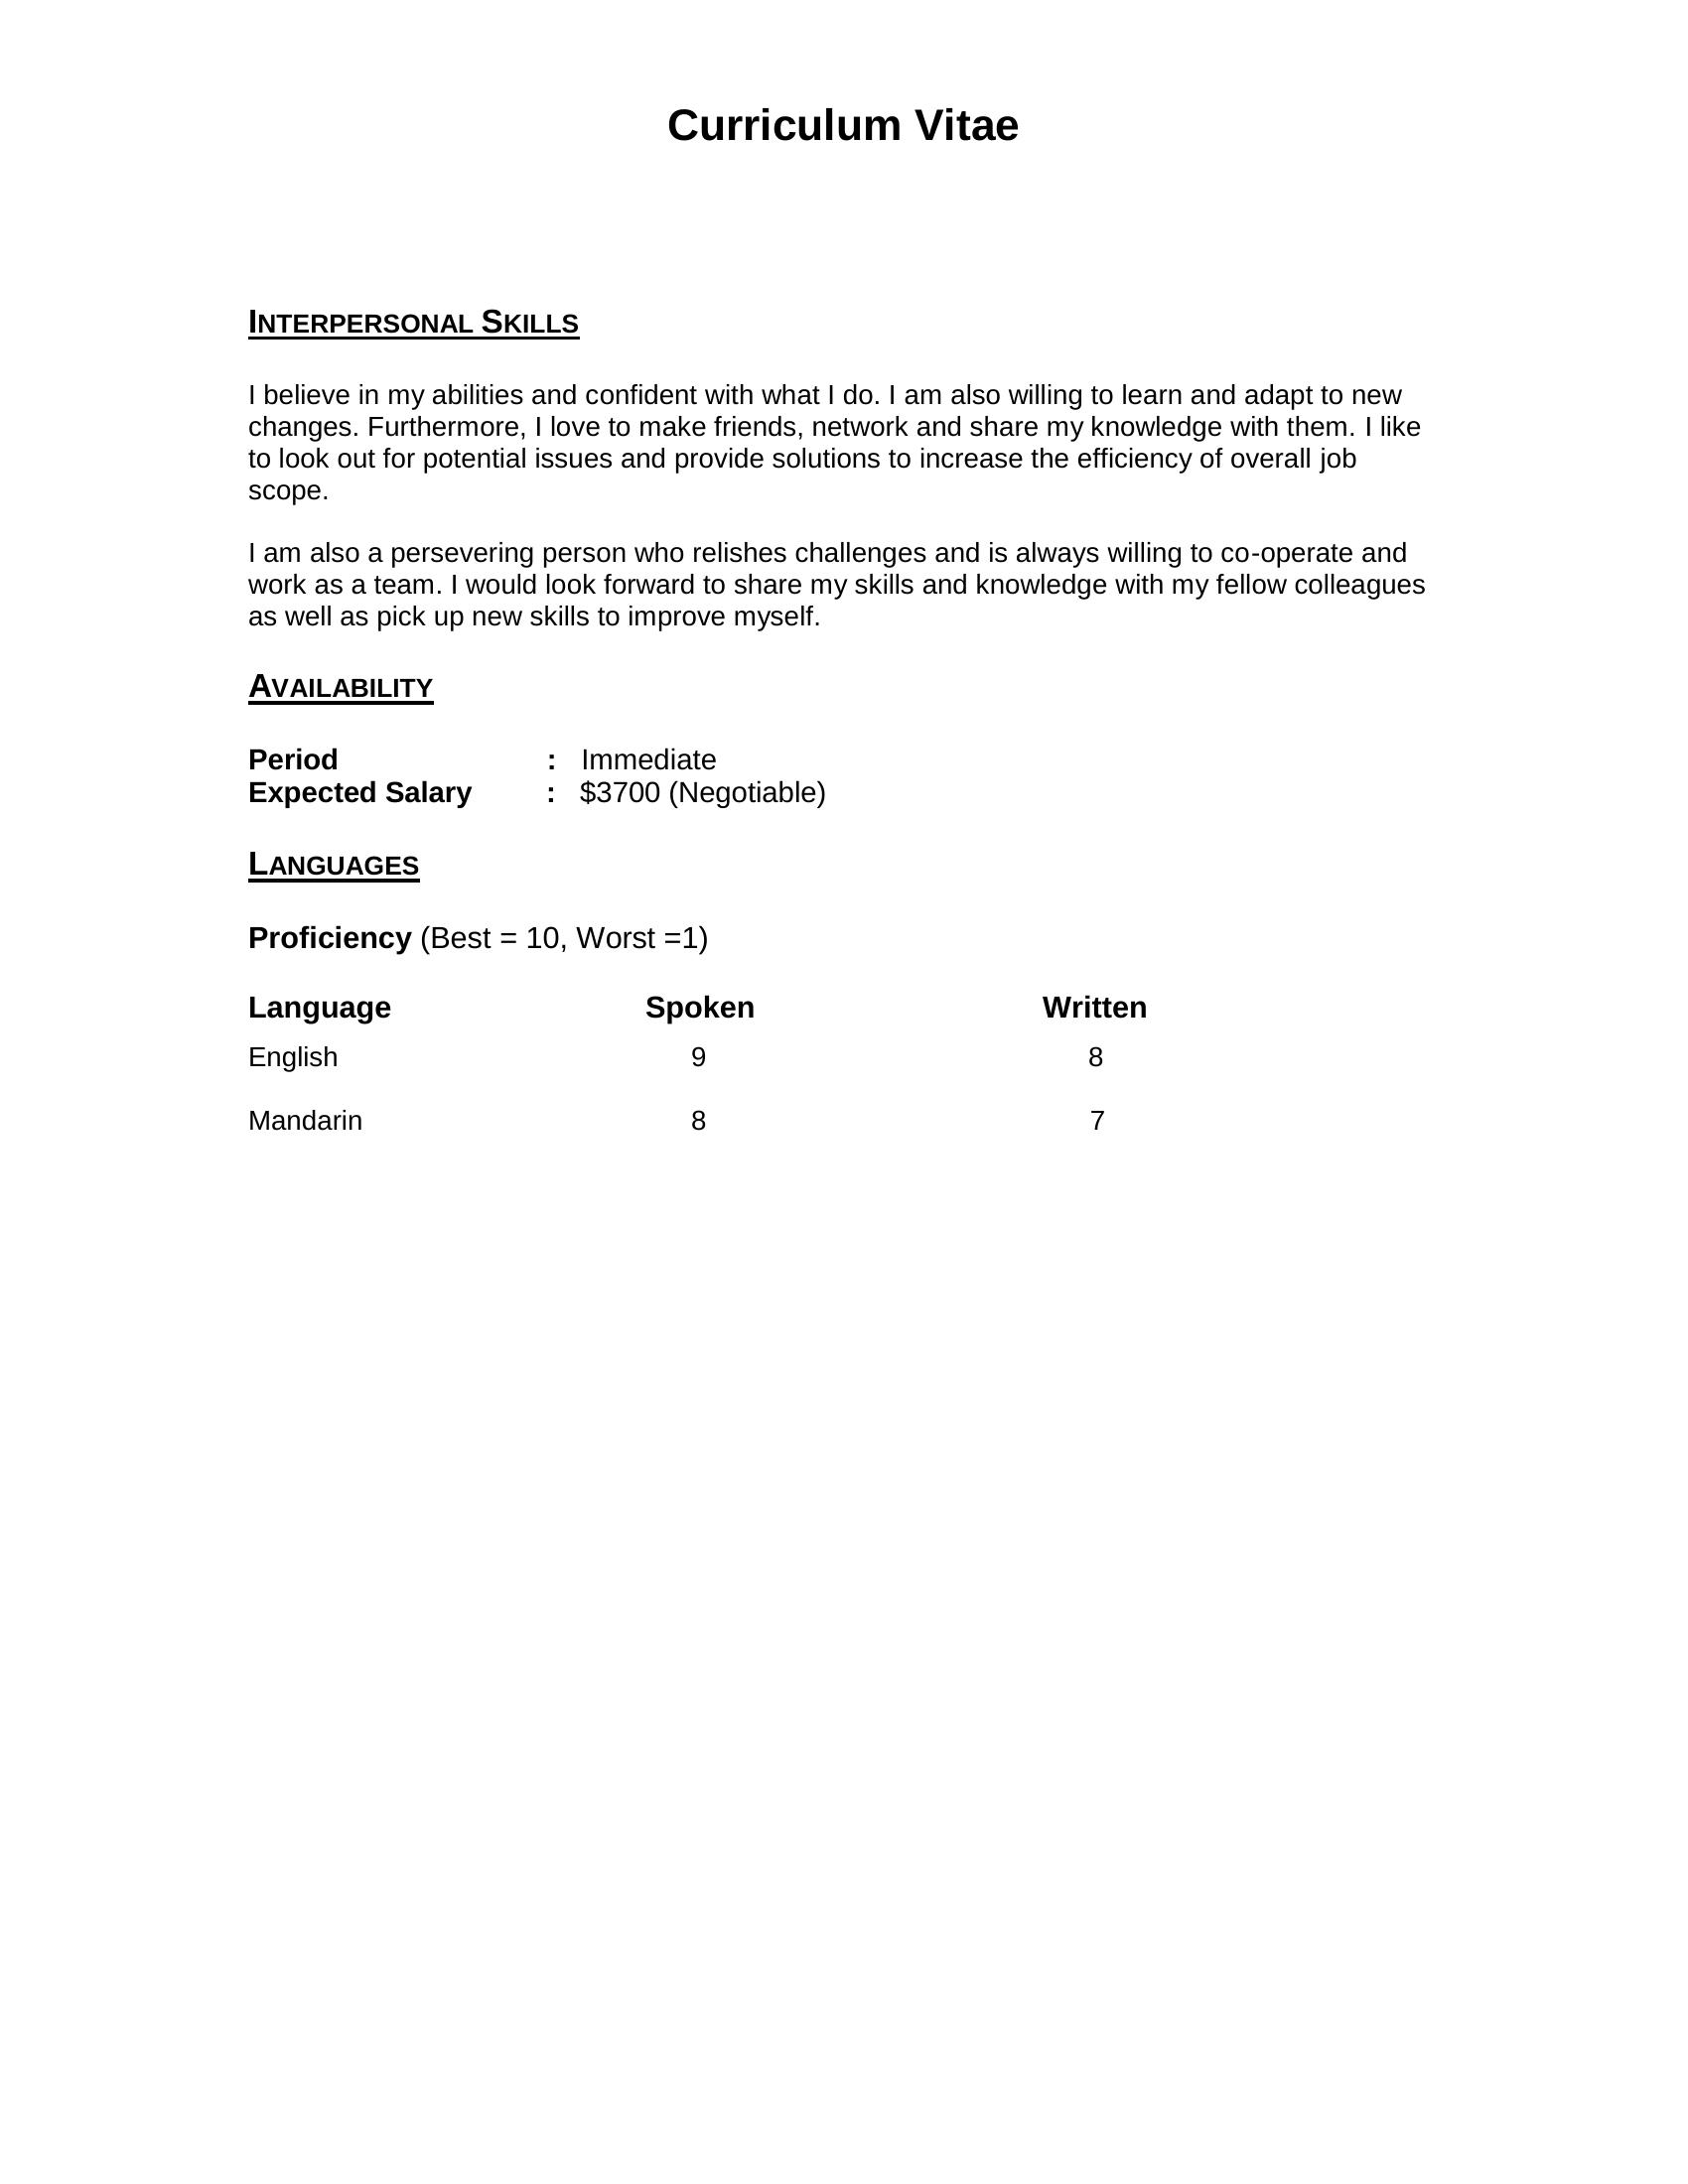 Curriculum Vitae
INTERPERSONAL SKILLS
I believe in my abilities and confident with what I do. I am also willing to learn and adapt to new
changes. Furthermore, I love to make friends, network and share my knowledge with them. I like
to look out for potential issues and provide solutions to increase the efficiency of overall job
scope.
I am also a persevering person who relishes challenges and is always willing to co-operate and
work as a team. I would look forward to share my skills and knowledge with my fellow colleagues
as well as pick up new skills to improve myself.
AVAILABILITY
Period : Immediate
Expected Salary : $3700 (Negotiable)
LANGUAGES
Proficiency (Best = 10, Worst =1)
Language Spoken Written
English 9 8
Mandarin 8 7